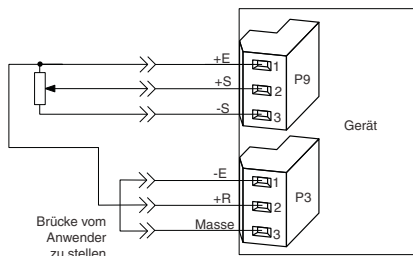 +E
1
P9
+S
2
-S
3
Gerät
-E
1
P3
+R
2
Masse
3
Brücke vom
Anwender
zu stellen